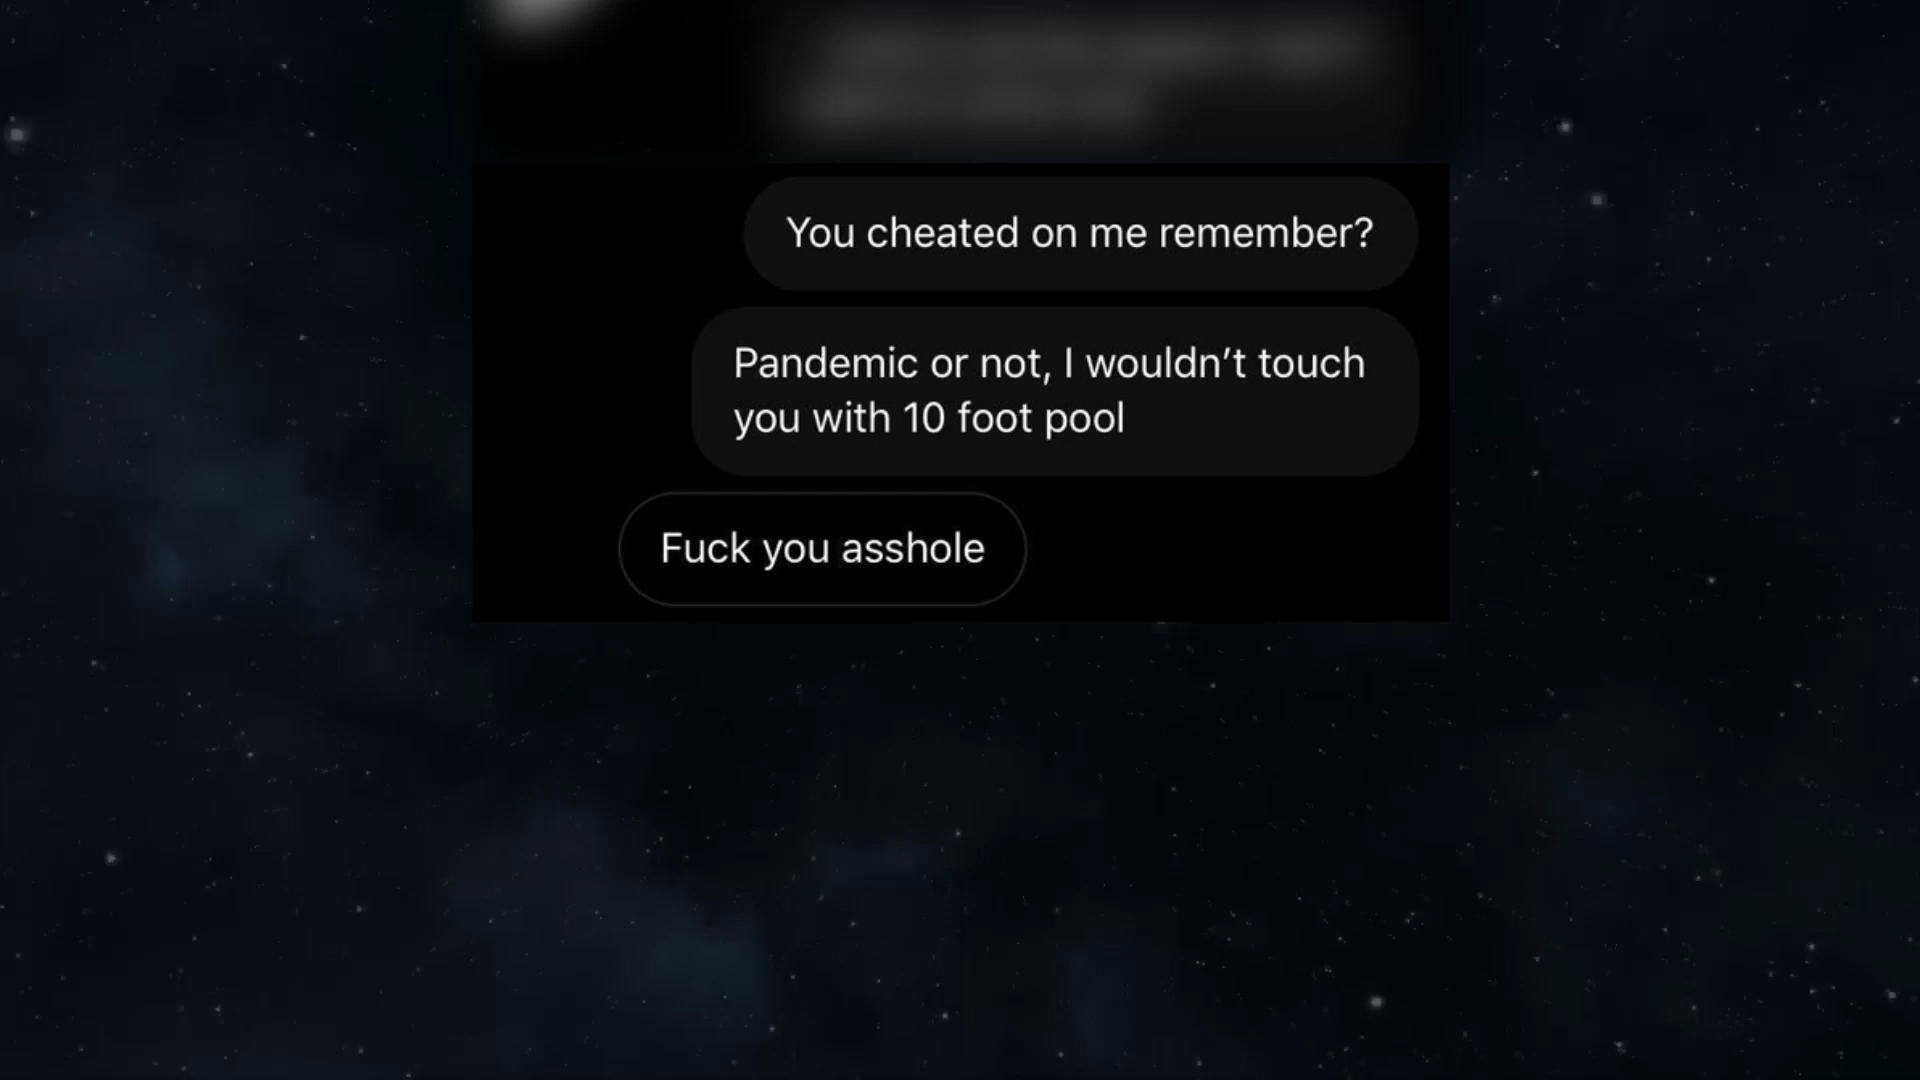 You cheated on me remember?
Pandemic or not, I wouldn’t touch
you with 10 foot pool
Fuck you asshole